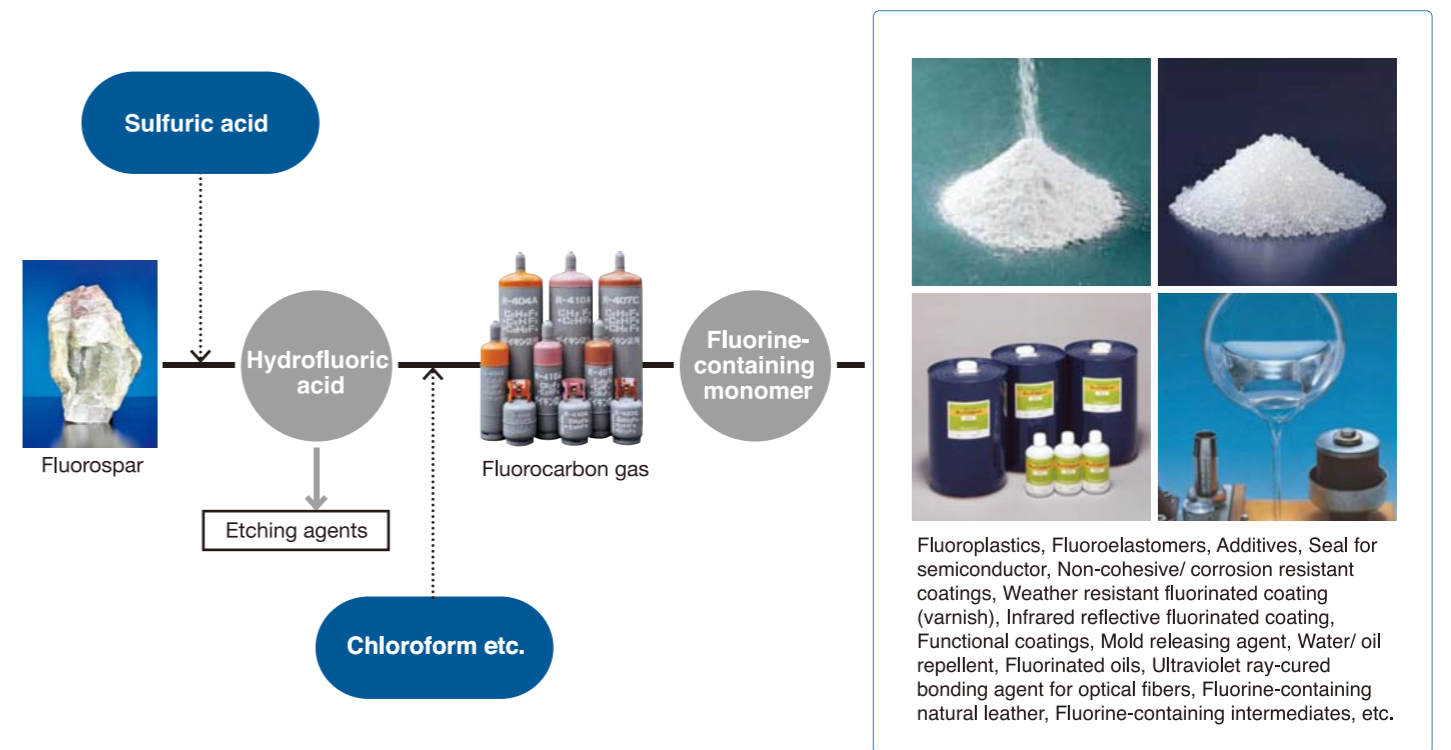 Sulfuric acid
Fluorospar
Hydrofluoric
acid
Etching agents
Chloroform etc.
R-404A
R-410A
R-407C
Fluorocarbon gas
Fluorine-
containing
monomer
Fluoroplastics, Fluoroelastomers, Additives, Seal for
semiconductor, Non-cohesive/ corrosion resistant
coatings, Weather resistant fluorinated coating
(varnish), Infrared reflective fluorinated coating,
Functional coatings, Mold releasing agent, Water/ oil
repellent, Fluorinated oils, Ultraviolet ray-cured
bonding agent for optical fibers, Fluorine-containing
natural leather, Fluorine-containing intermediates, etc.